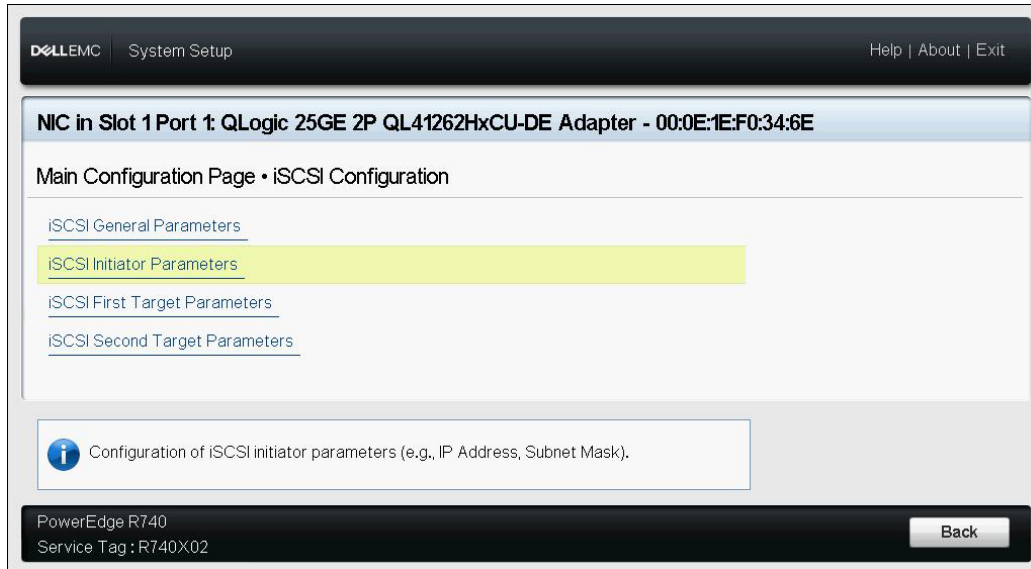 DELLEMC System Setup Help | About | Exit
NIC in Slot 1 Port 1: QLogic 25GE 2P QL41262HxCU-DE Adapter - 00:0E:1E:F0:34:6E
Main Configuration Page • iSCSI Configuration
iSCSI General Parameters
iSCSI Initiator Parameters
iSCSI First Target Parameters
iSCSI Second Target Parameters
Configuration of iSCSI initiator parameters (e.g., IP Address, Subnet Mask).
PowerEdge R740
Service Tag : R740X02
Back